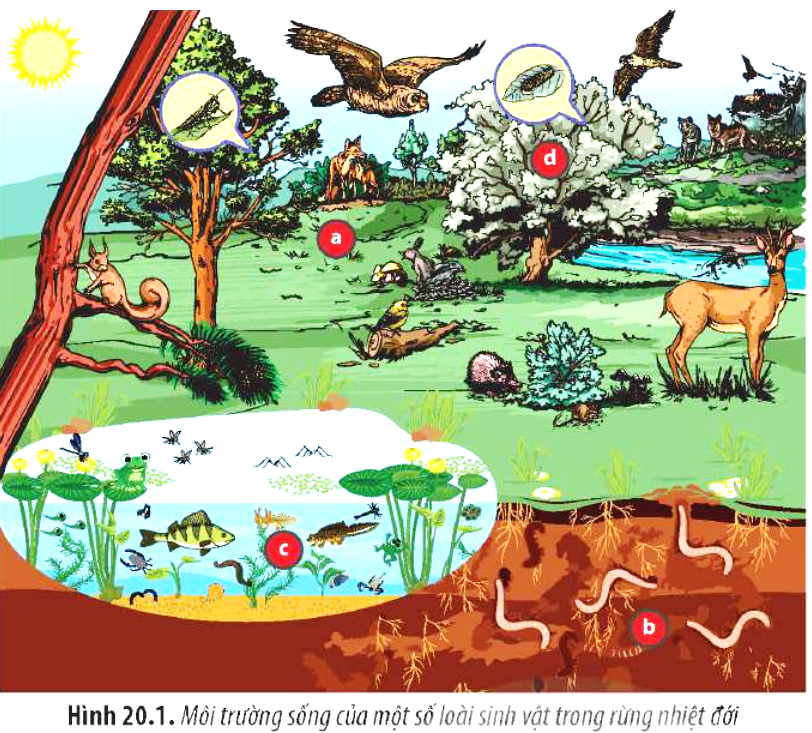 d
a
c
b
Hình 20.1. Môi trường sống của một số loài sinh vật trong rừng nhiệt đới